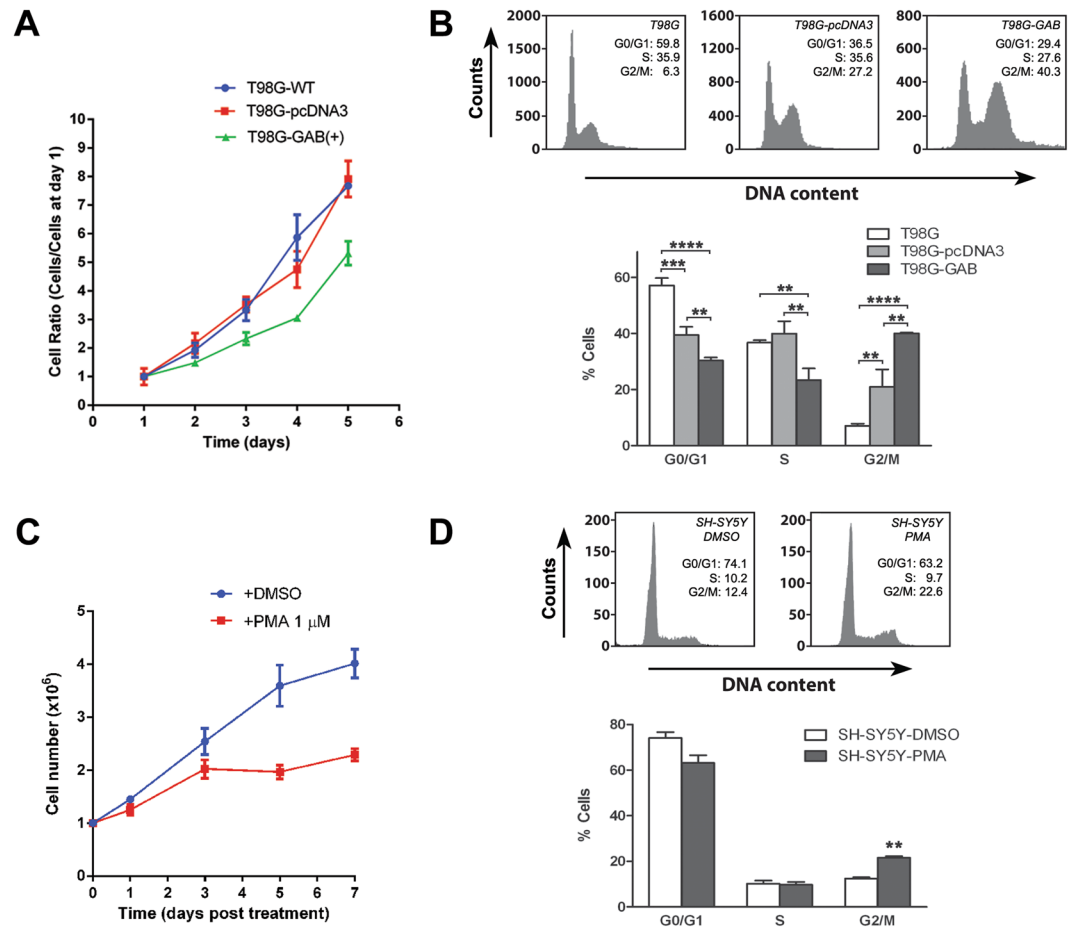 A
T98G-WT
T98G-pcDNA3
T98G-GAB(+)
Cell Ratio (Cells/Cells at day 1)
10
9
8
7
6
5
4
3
2
1
0
0 1 2 3 4 5 6
Time (days)
B
Counts
2000
1500
1000
500
0
T98G
G0/G1: 59.8
S: 35.9
G2/M: 6.3
1600
1200
800
400
0
T98G-pcDNA3
G0/G1: 36.5
S: 35.6
G2/M: 27.2
800
600
400
200
0
T98G-GAB
G0/G1: 29.4
S: 27.6
G2/M: 40.3
DNA content
T98G
T98G-pcDNA3
T98G-GAB
% Cells
60
40
20
0
****
***
**
**
**
****
**
**
G0/G1 S G2/M
C
+DMSO
+PMA 1 μM
Cell number (x10⁶)
5
4
3
2
1
0
0 1 2 3 4 5 6 7
Time (days post treatment)
D
Counts
200
150
100
50
0
SH-SY5Y
DMSO
G0/G1: 74.1
S: 10.2
G2/M: 12.4
200
150
100
50
0
SH-SY5Y
PMA
G0/G1: 63.2
S: 9.7
G2/M: 22.6
DNA content
SH-SY5Y-DMSO
SH-SY5Y-PMA
% Cells
80
60
40
20
0
**
G0/G1 S G2/M